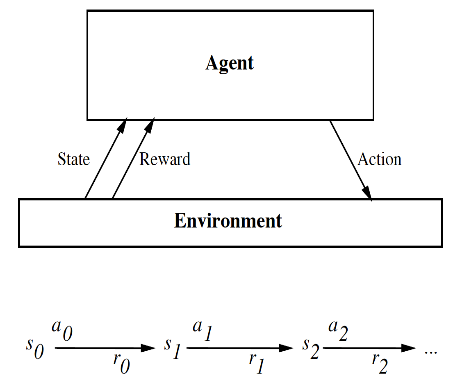 Agent
State Reward Action
Environment
s0 a0 r0 s1 a1 r1 s2 a2 r2 ...